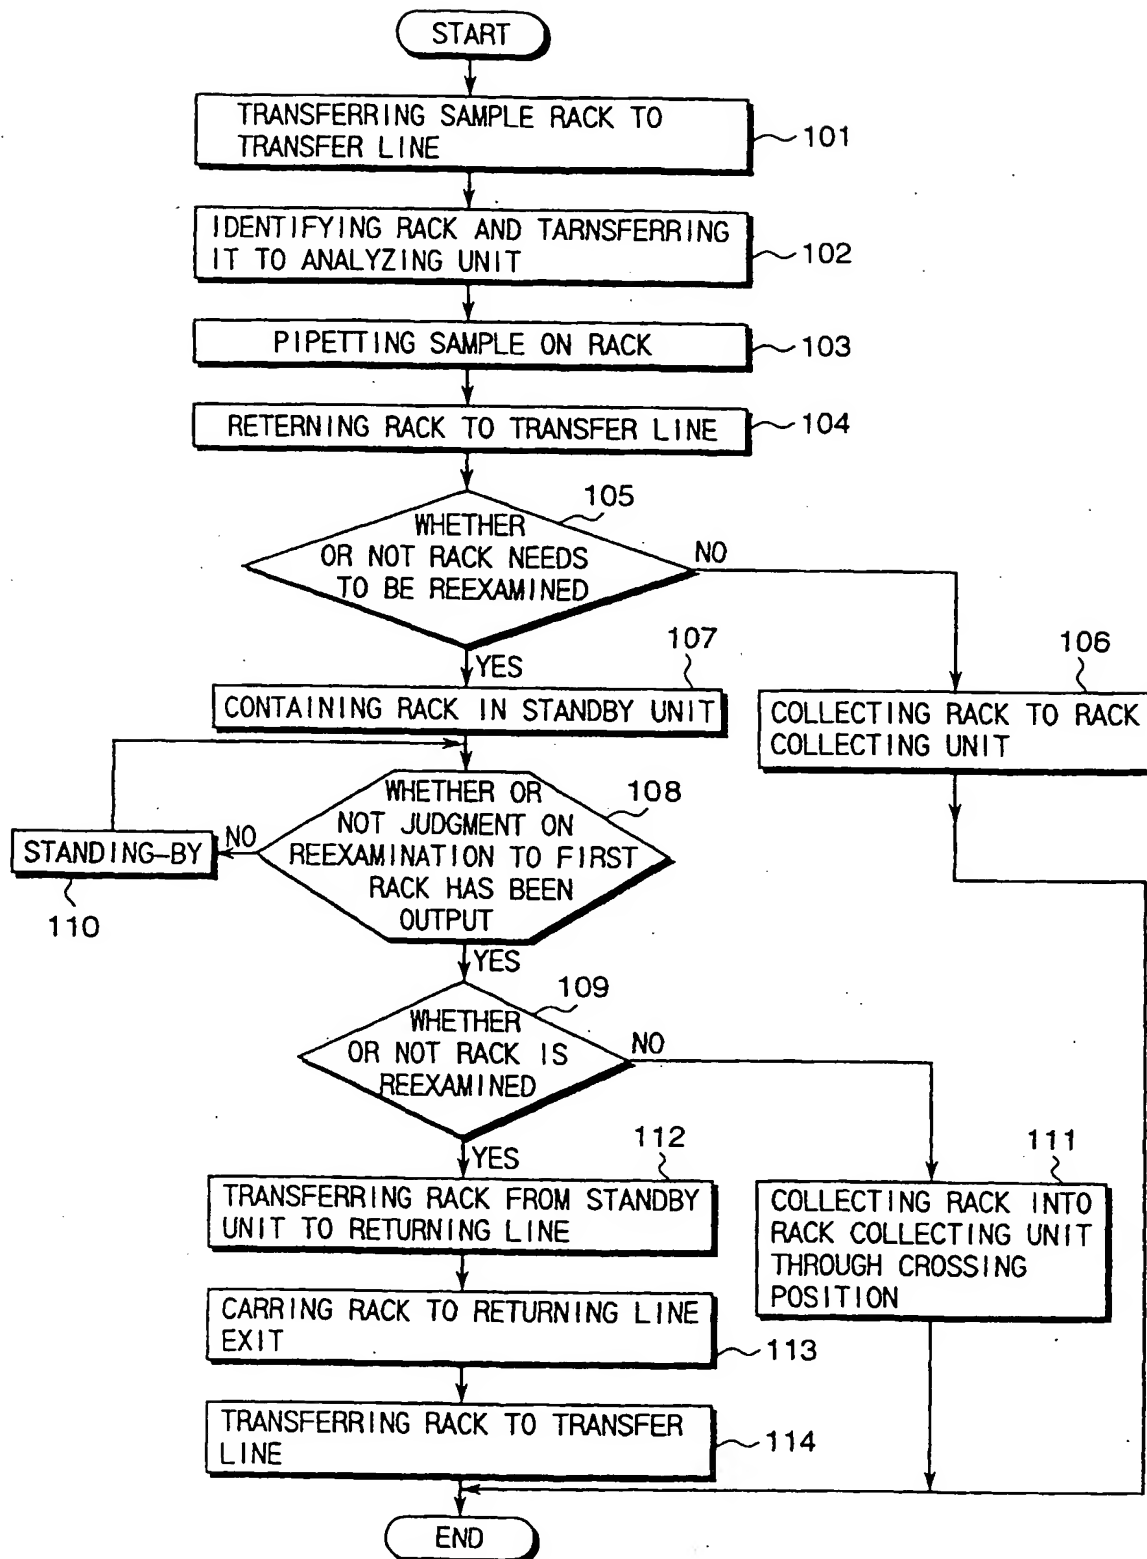 START
TRANSFERRING SAMPLE RACK TO
TRANSFER LINE
101
IDENTIFYING RACK AND TARNSFERRING
IT TO ANALYZING UNIT
102
PIPETTING SAMPLE ON RACK
103
RETERNING RACK TO TRANSFER LINE
104
105
WHETHER
OR NOT RACK NEEDS
TO BE REEXAMINED
NO
YES
106
COLLECTING RACK TO RACK
COLLECTING UNIT
107
CONTAINING RACK IN STANDBY UNIT
108
WHETHER OR
NOT JUDGMENT ON
REEXAMINATION TO FIRST
RACK HAS BEEN
OUTPUT
NO
STANDING-BY
110
YES
109
WHETHER
OR NOT RACK IS
REEXAMINED
NO
YES
111
COLLECTING RACK INTO
RACK COLLECTING UNIT
THROUGH CROSSING
POSITION
112
TRANSFERRING RACK FROM STANDBY
UNIT TO RETURNING LINE
CARRING RACK TO RETURNING LINE
EXIT
113
TRANSFERRING RACK TO TRANSFER
LINE
114
END